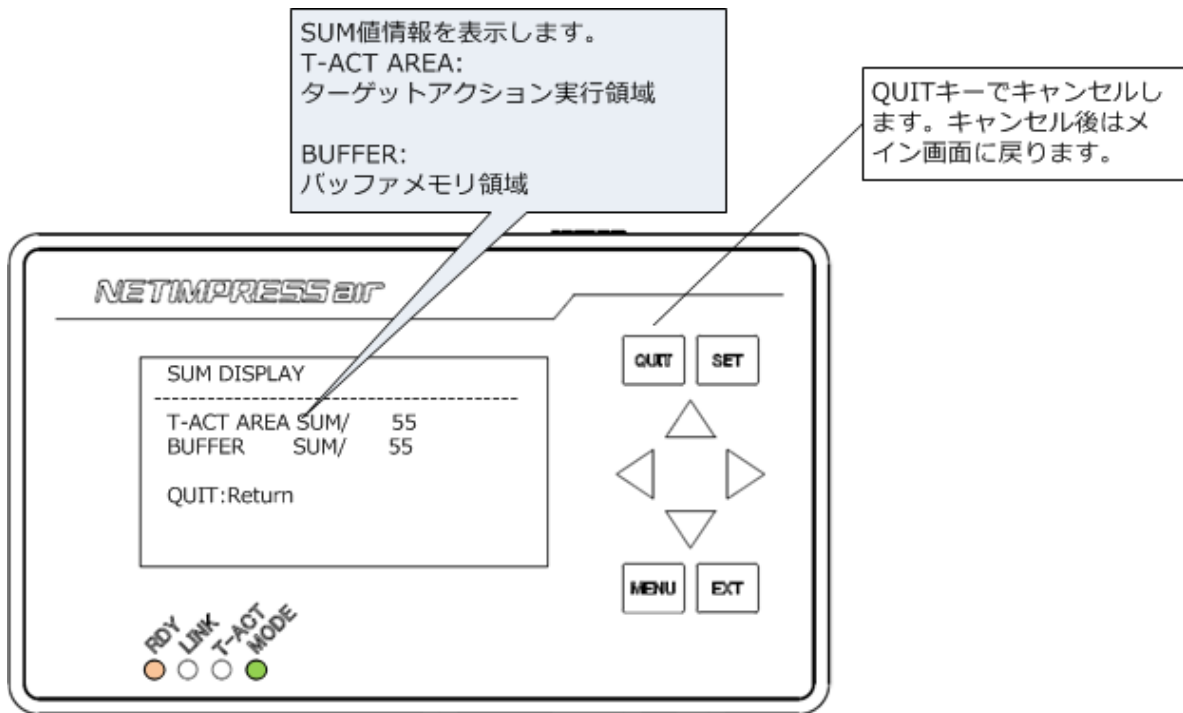 SUM値情報を表示します。
T-ACT AREA:
ターゲットアクション実行領域
BUFFER:
バッファメモリ領域
QUITキーでキャンセルし
ます。キャンセル後はメ
イン画面に戻ります。
NETIMPRESS air
QUIT SET
SUM DISPLAY
--------------------------------------------
T-ACT AREA SUM/ 55
BUFFER SUM/ 55
QUIT:Return
MENU EXT
RDY LINK T-ACT MODE